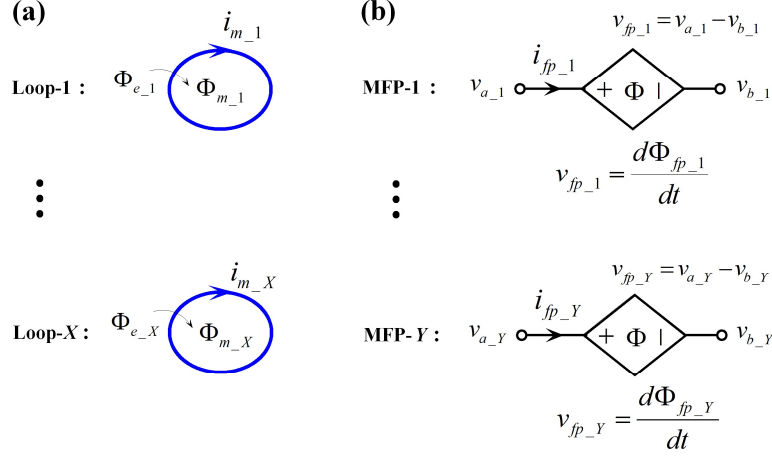 (a)
i_{m_1}
Loop-1 :
Φ_{e_1}
Φ_{m_1}
⋮
i_{m_X}
Loop-X :
Φ_{e_X}
Φ_{m_X}
(b)
v_{fp_1} = v_{a_1} − v_{b_1}
i_{fp_1}
MFP-1 :
v_{a_1}
+ Φ |
v_{b_1}
v_{fp_1} = dΦ_{fp_1} / dt
⋮
v_{fp_Y} = v_{a_Y} − v_{b_Y}
i_{fp_Y}
MFP-Y :
v_{a_Y}
+ Φ |
v_{b_Y}
v_{fp_Y} = dΦ_{fp_Y} / dt